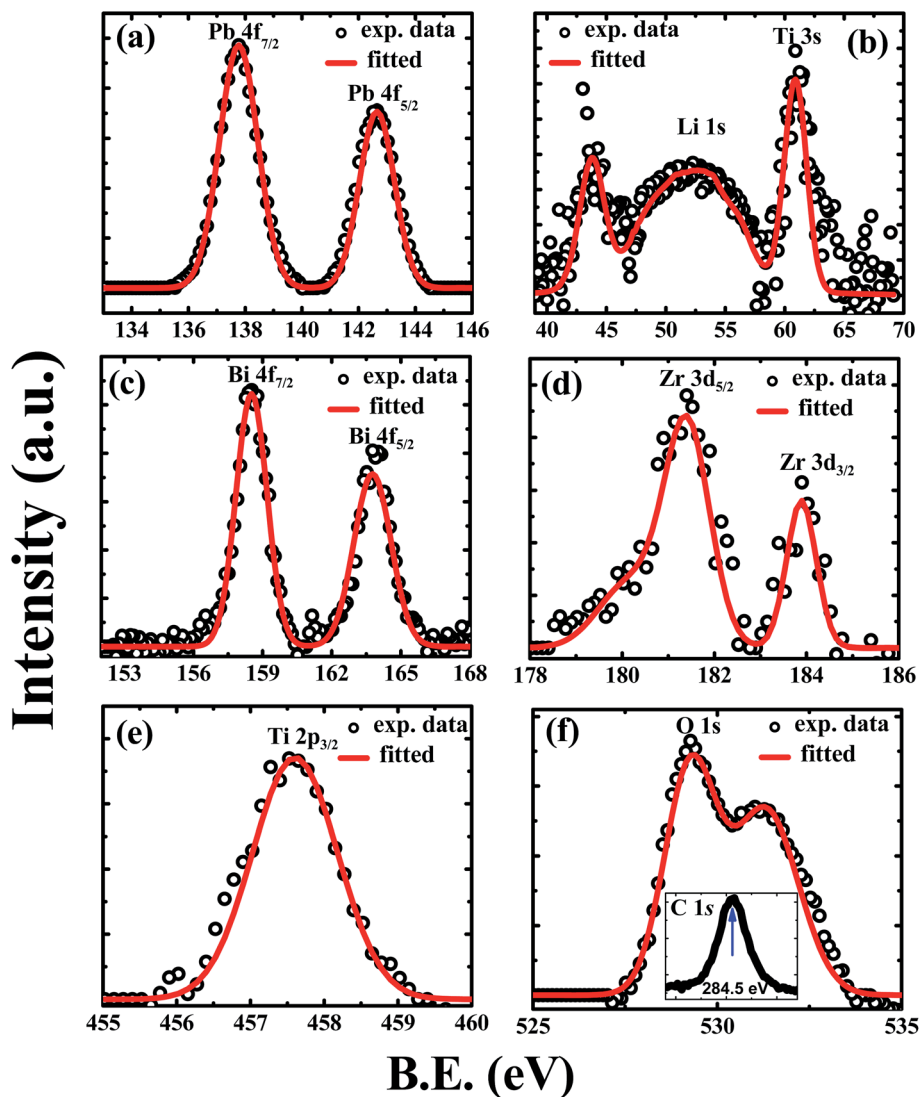 Intensity (a.u.)
(a)
Pb 4f7/2
Pb 4f5/2
exp. data
fitted
134 136 138 140 142 144 146
(b)
exp. data
fitted
Li 1s
Ti 3s
40 45 50 55 60 65 70
(c)
Bi 4f7/2
Bi 4f5/2
exp. data
fitted
153 156 159 162 165 168
(d)
Zr 3d5/2
Zr 3d3/2
exp. data
fitted
178 180 182 184 186
(e)
Ti 2p3/2
exp. data
fitted
455 456 457 458 459 460
(f)
O 1s
exp. data
fitted
C 1s
284.5 eV
525 530 535
B.E. (eV)